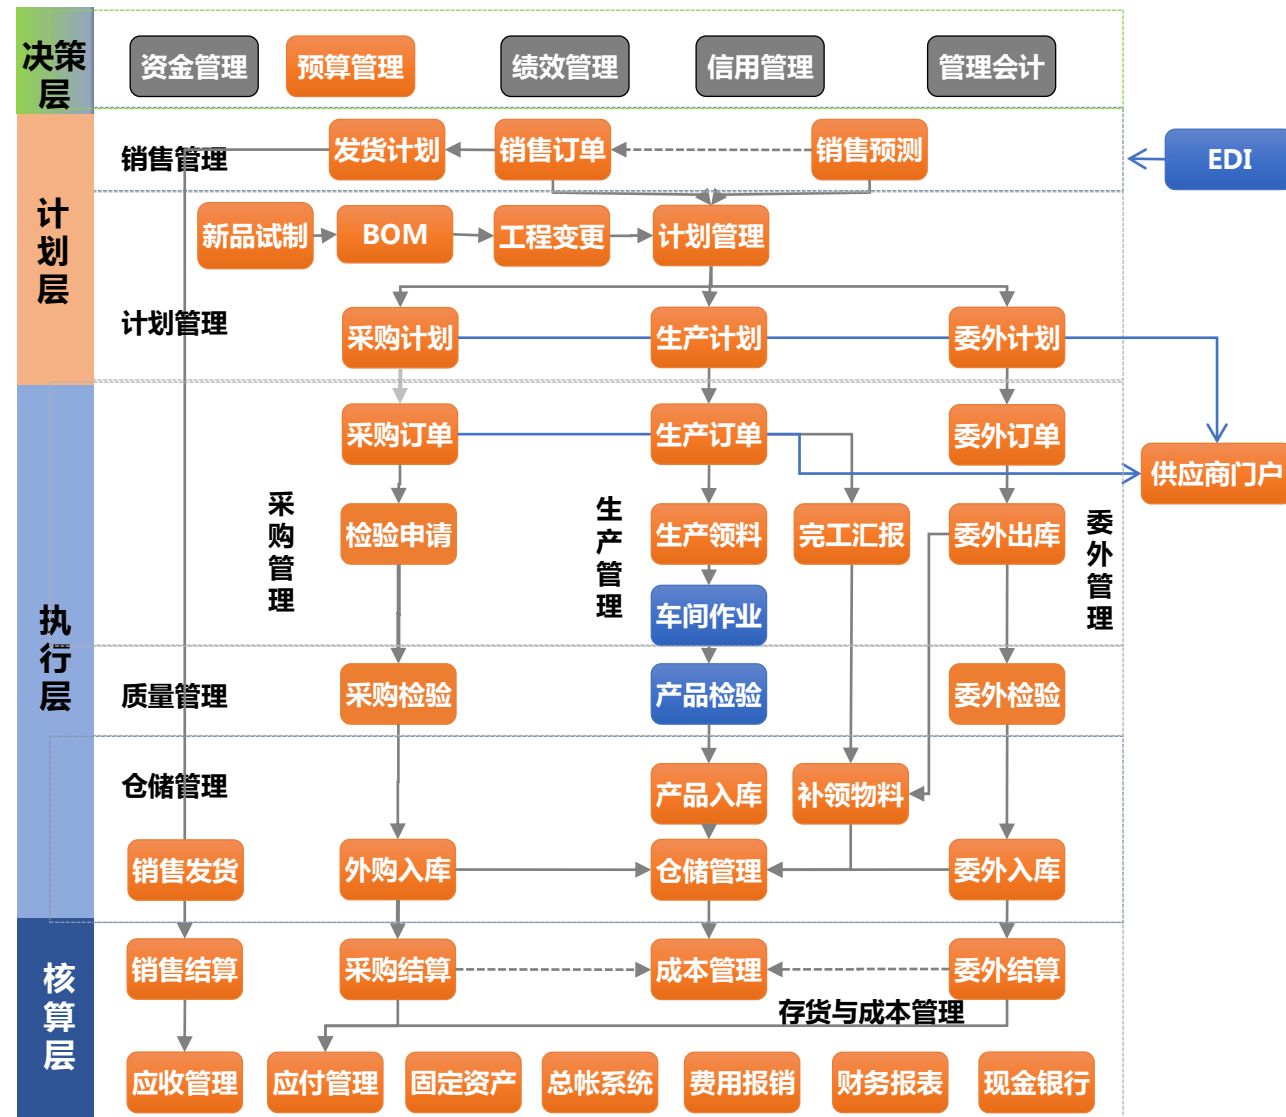 决策层
资金管理
预算管理
绩效管理
信用管理
管理会计
计划层
销售管理
发货计划
销售订单
销售预测
EDI
新品试制
BOM
工程变更
计划管理
计划管理
采购计划
生产计划
委外计划
执行层
采购订单
生产订单
委外订单
供应商门户
采购管理
检验申请
生产管理
生产领料
完工汇报
委外出库
委外管理
车间作业
质量管理
采购检验
产品检验
委外检验
仓储管理
产品入库
补领物料
销售发货
外购入库
仓储管理
委外入库
核算层
销售结算
采购结算
成本管理
委外结算
存货与成本管理
应收管理
应付管理
固定资产
总帐系统
费用报销
财务报表
现金银行